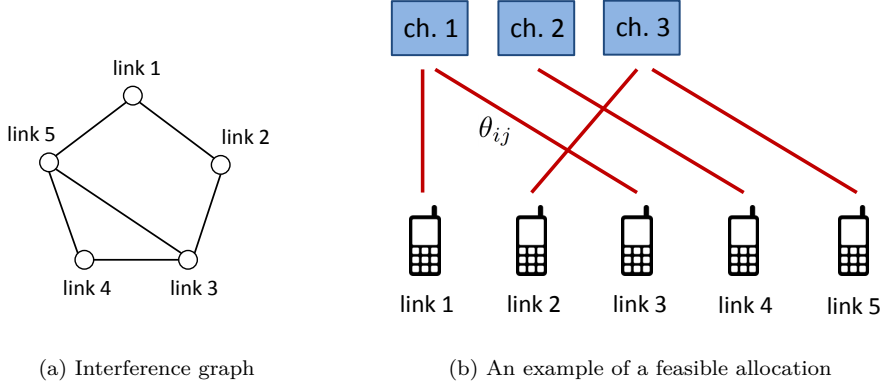 link 1
link 5
link 2
link 4
link 3
(a) Interference graph
ch. 1
ch. 2
ch. 3
θij
link 1
link 2
link 3
link 4
link 5
(b) An example of a feasible allocation